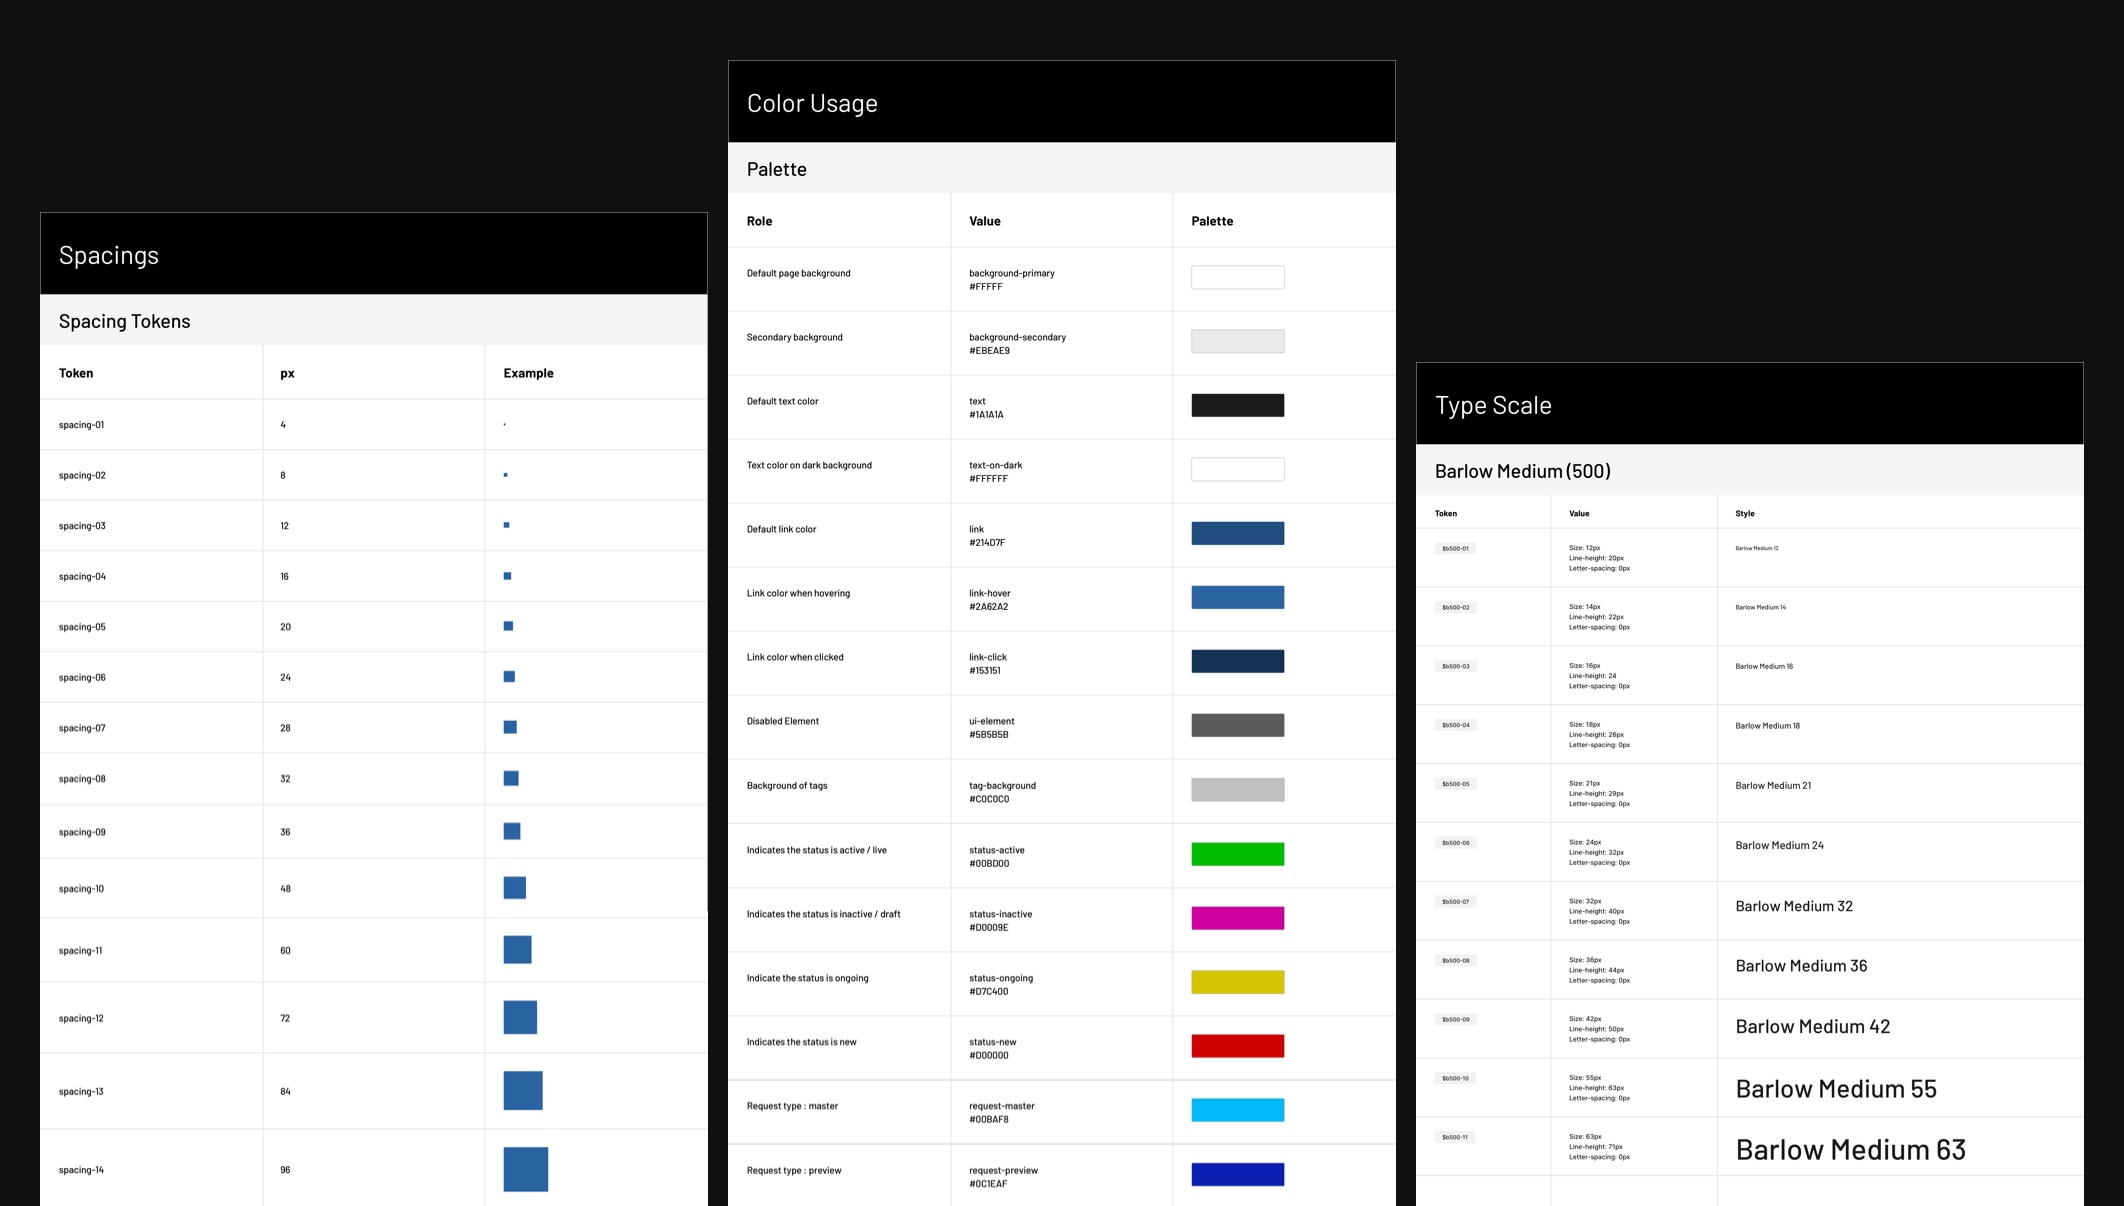 Spacings
Spacing Tokens
Token px Example
spacing-01 4
spacing-02 8
spacing-03 12
spacing-04 16
spacing-05 20
spacing-06 24
spacing-07 28
spacing-08 32
spacing-09 36
spacing-10 48
spacing-11 60
spacing-12 72
spacing-13 84
spacing-14 96
Color Usage
Palette
Role Value Palette
Default page background background-primary
#FFFFF
Secondary background background-secondary
#EBEAE9
Default text color text
#1A1A1A
Text color on dark background text-on-dark
#FFFFFF
Default link color link
#214D7F
Link color when hovering link-hover
#2A62A2
Link color when clicked link-click
#153151
Disabled Element ui-element
#5B5B5B
Background of tags tag-background
#C0C0C0
Indicates the status is active / live status-active
#00BD00
Indicates the status is inactive / draft status-inactive
#D0009E
Indicate the status is ongoing status-ongoing
#D7C400
Indicates the status is new status-new
#D00000
Request type : master request-master
#00BAF8
Request type : preview request-preview
#0C1EAF
Type Scale
Barlow Medium (500)
Token Value Style
$b500-01 Size: 12px Barlow Medium 12
Line-height: 20px
Letter-spacing: 0px
$b500-02 Size: 14px Barlow Medium 14
Line-height: 22px
Letter-spacing: 0px
$b500-03 Size: 16px Barlow Medium 16
Line-height: 24
Letter-spacing: 0px
$b500-04 Size: 18px Barlow Medium 18
Line-height: 26px
Letter-spacing: 0px
$b500-05 Size: 21px Barlow Medium 21
Line-height: 29px
Letter-spacing: 0px
$b500-06 Size: 24px Barlow Medium 24
Line-height: 32px
Letter-spacing: 0px
$b500-07 Size: 32px Barlow Medium 32
Line-height: 40px
Letter-spacing: 0px
$b500-08 Size: 36px Barlow Medium 36
Line-height: 44px
Letter-spacing: 0px
$b500-09 Size: 42px Barlow Medium 42
Line-height: 50px
Letter-spacing: 0px
$b500-10 Size: 55px Barlow Medium 55
Line-height: 63px
Letter-spacing: 0px
$b500-11 Size: 63px Barlow Medium 63
Line-height: 71px
Letter-spacing: 0px